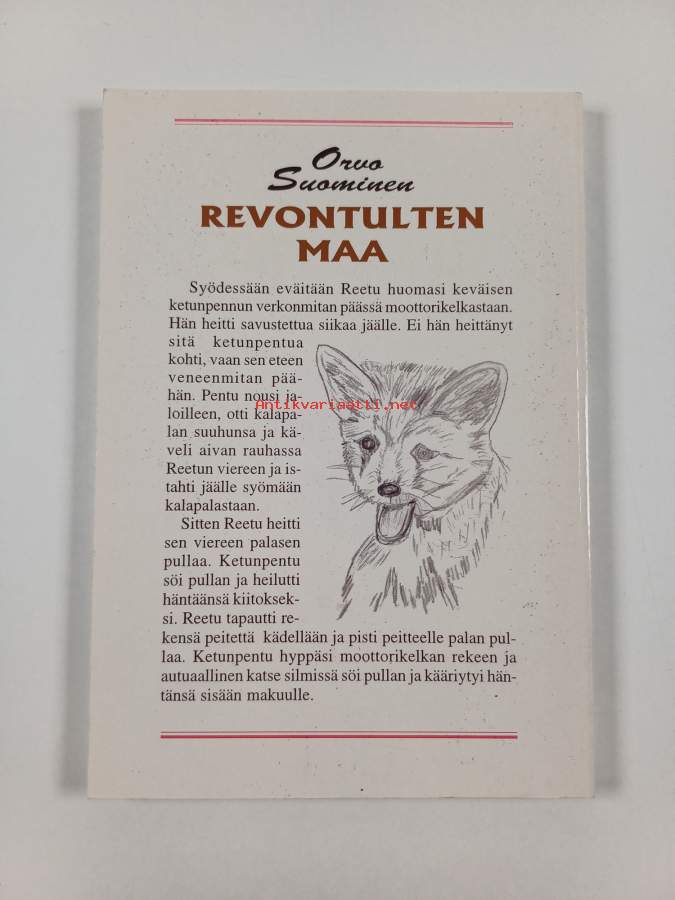 Orvo
Suominen
REVONTULTEN
MAA
Syödessään eväitään Reetu huomasi keväisen
ketunpennun verkonmitan päässä moottorikelkastaan.
Hän heitti savustettua siikaa jäälle. Ei hän heittänyt
sitä ketunpentua
kohti, vaan sen eteen
veneenmitan pää-
hän. Pentu nousi ja-
loilleen, otti kalapa-
lan suuhunsa ja kä-
veli aivan rauhassa
Reetun viereen ja is-
tahti jäälle syömään
kalapalastaan.
Sitten Reetu heitti
sen viereen palasen
pullaa. Ketunpentu
söi pullan ja heilutti
häntäänsä kiitoksek-
si. Reetu tapautti re-
kensä peitettä kädellään ja pisti peitteelle palan pul-
laa. Ketunpentu hyppäsi moottorikelkan rekeen ja
autuaallinen katse silmissä söi pullan ja kääriytyi hän-
tänsä sisään makuulle.
Antikvariaatti.net